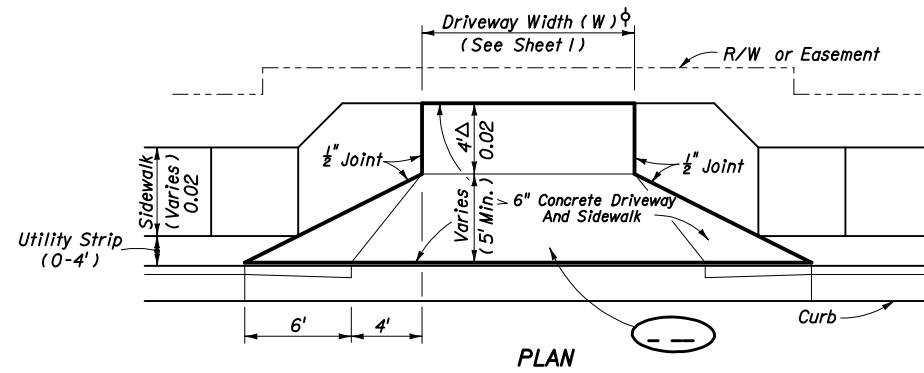 Driveway Width (W) ϕ
(See Sheet 1)
R/W or Easement
Sidewalk
(Varies)
0.02
1/2" Joint
4'Δ
0.02
1/2" Joint
Varies
(5' Min.)
6" Concrete Driveway
And Sidewalk
Utility Strip
(0-4')
6'
4'
Curb
_ _ _
PLAN